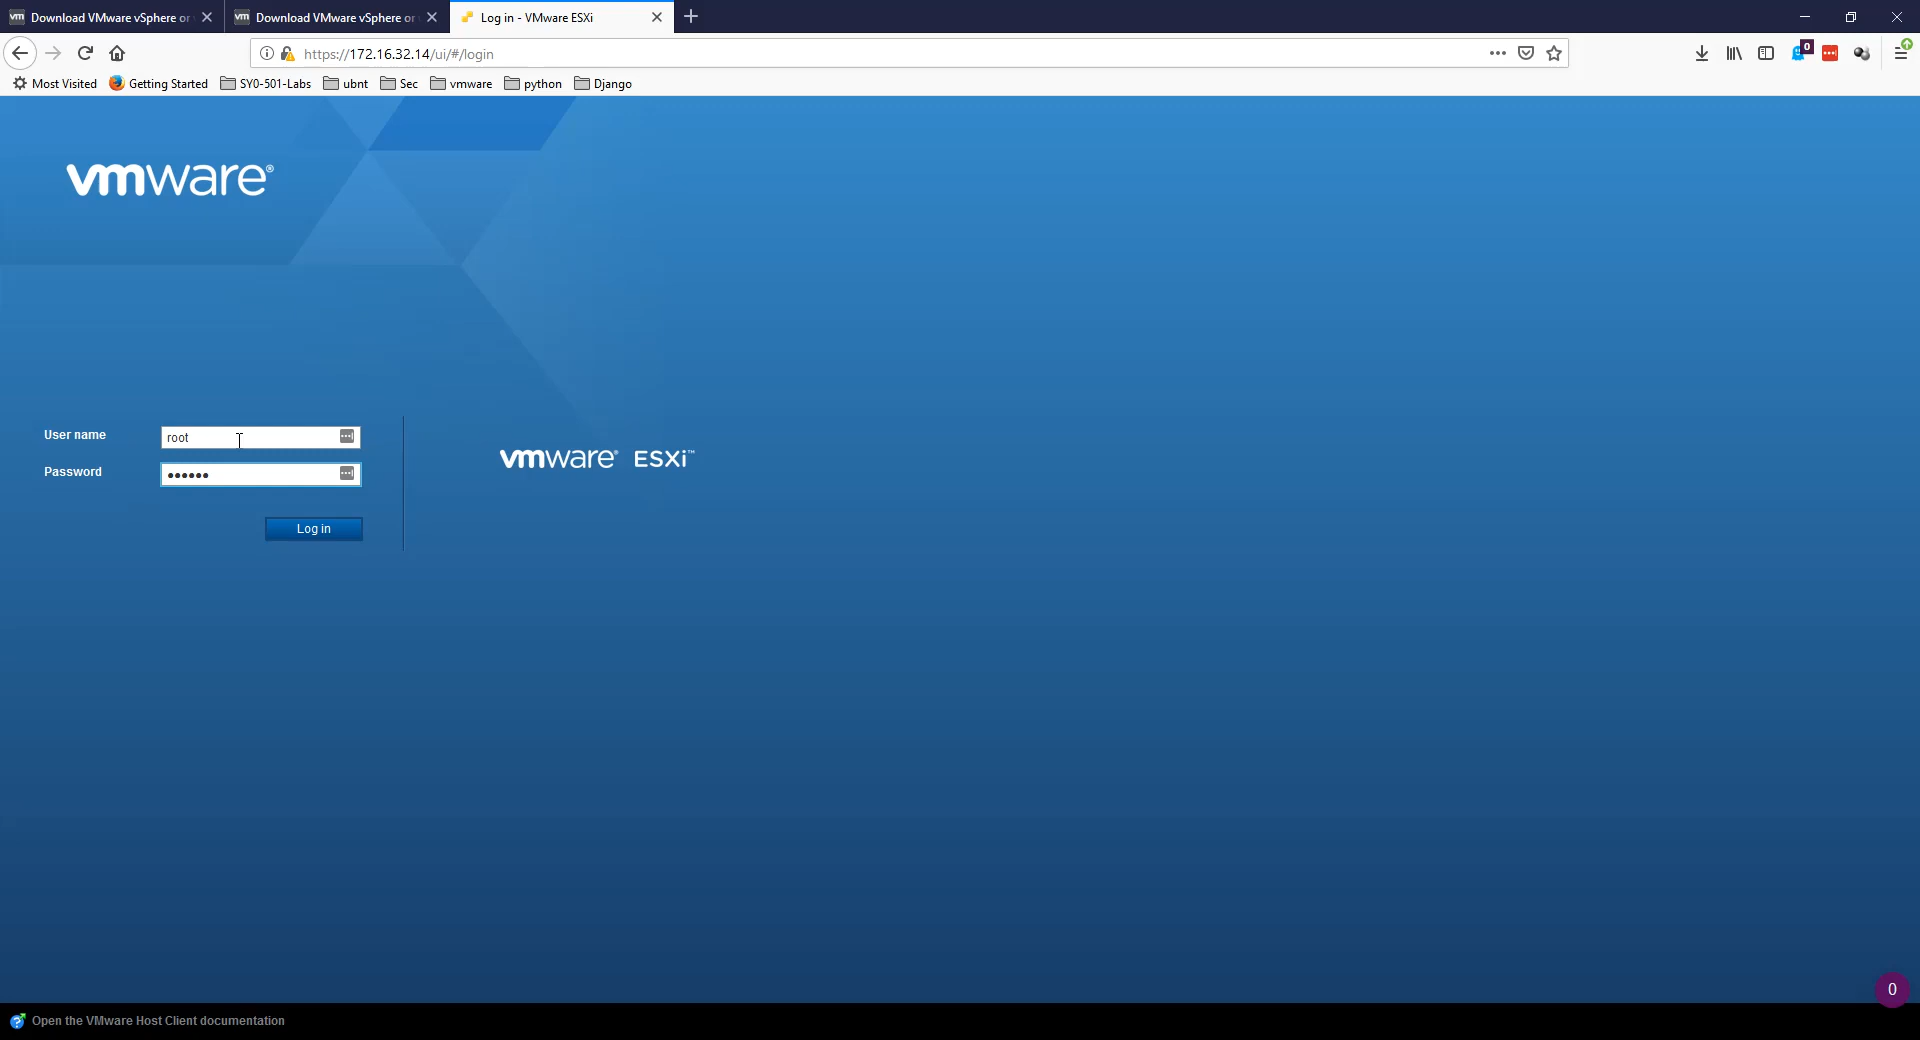 Download VMware vSphere or
Download VMware vSphere or
Log in - VMware ESXi
https://172.16.32.14/ui/#/login
0
Most Visited
Getting Started
SY0-501-Labs
ubnt
Sec
vmware
python
Django
vmware®
User name
root
Password
Log in
vmware® ESXi™
0
Open the VMware Host Client documentation